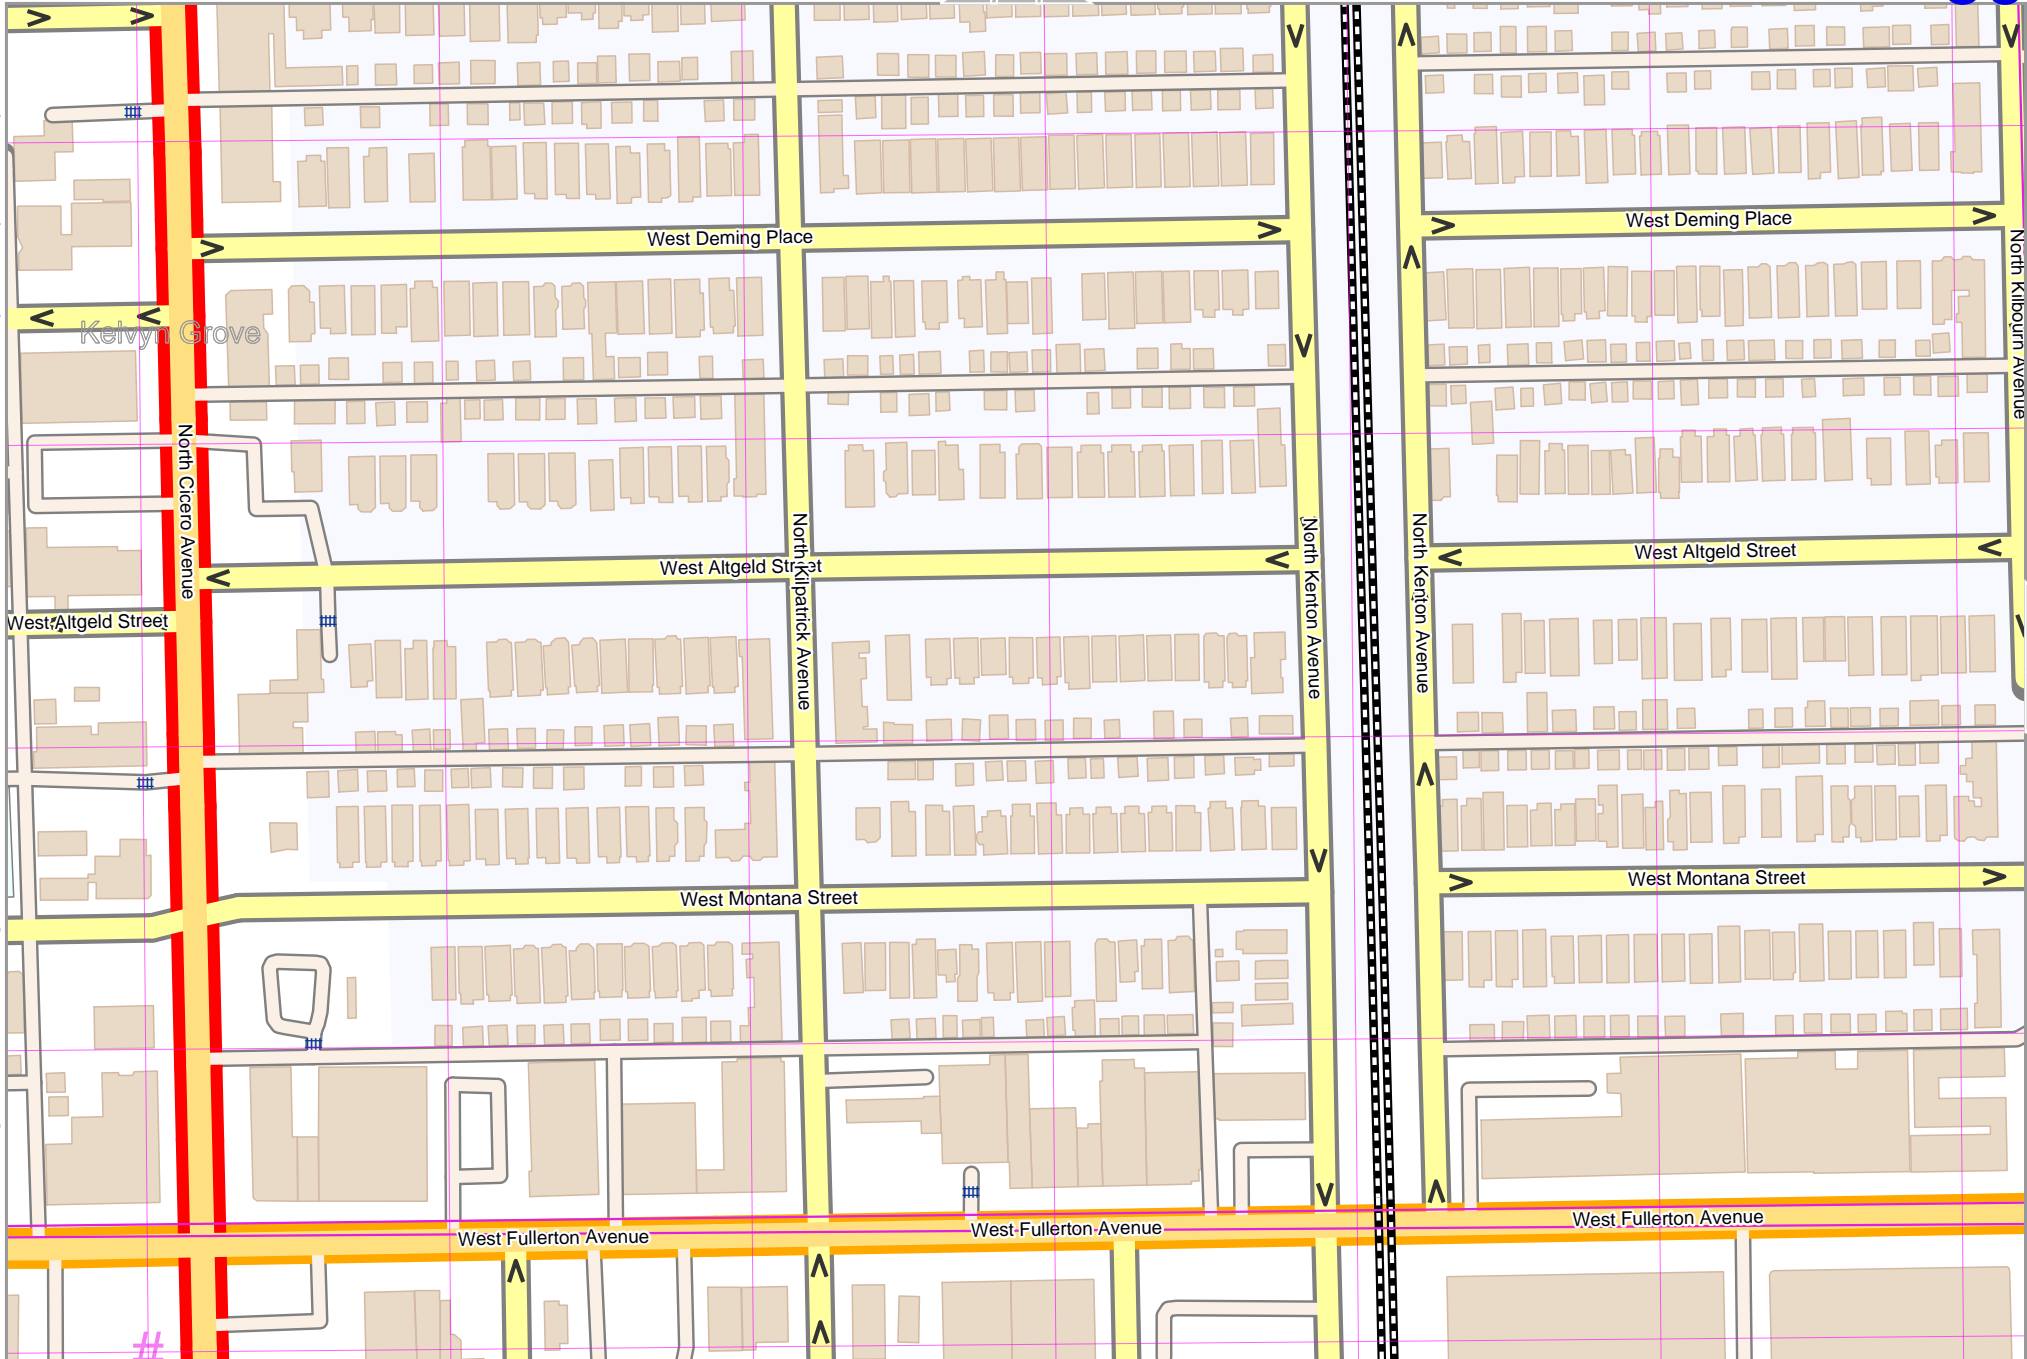 West Deming Place
West Deming Place
North Kilbourn Avenue
Kelvyn Grove
North Cicero Avenue
North Kilpatrick Avenue
North Kenton Avenue
North Kenton Avenue
West Altgeld Street
West Altgeld Street
West Altgeld Street
West Montana Street
West Montana Street
West Fullerton Avenue
West Fullerton Avenue
West Fullerton Avenue
#